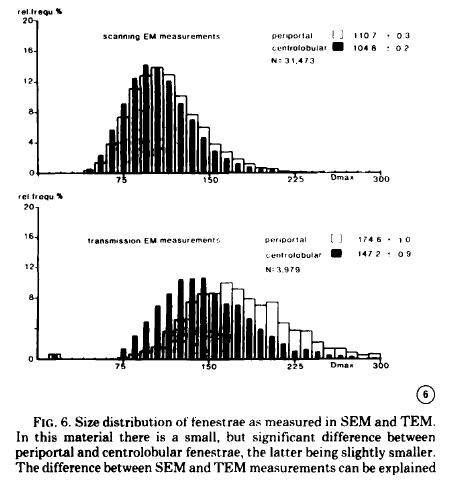 rel.frequ %
20
scanning EM measurements
periportal [ ] 110.7 ± 0.3
centrolobular 104.8 ± 0.2
N: 31,473
16
12
8
4
0
75
150
225
Dmax
300
rel.frequ %
20
transmission EM measurements
periportal [ ] 174.6 ± 1.0
centrolobular 147.2 ± 0.9
N: 3,979
16
12
8
4
0
75
150
225
Dmax
300
6
FIG. 6. Size distribution of fenestrae as measured in SEM and TEM.
In this material there is a small, but significant difference between
periportal and centrolobular fenestrae, the latter being slightly smaller.
The difference between SEM and TEM measurements can be explained